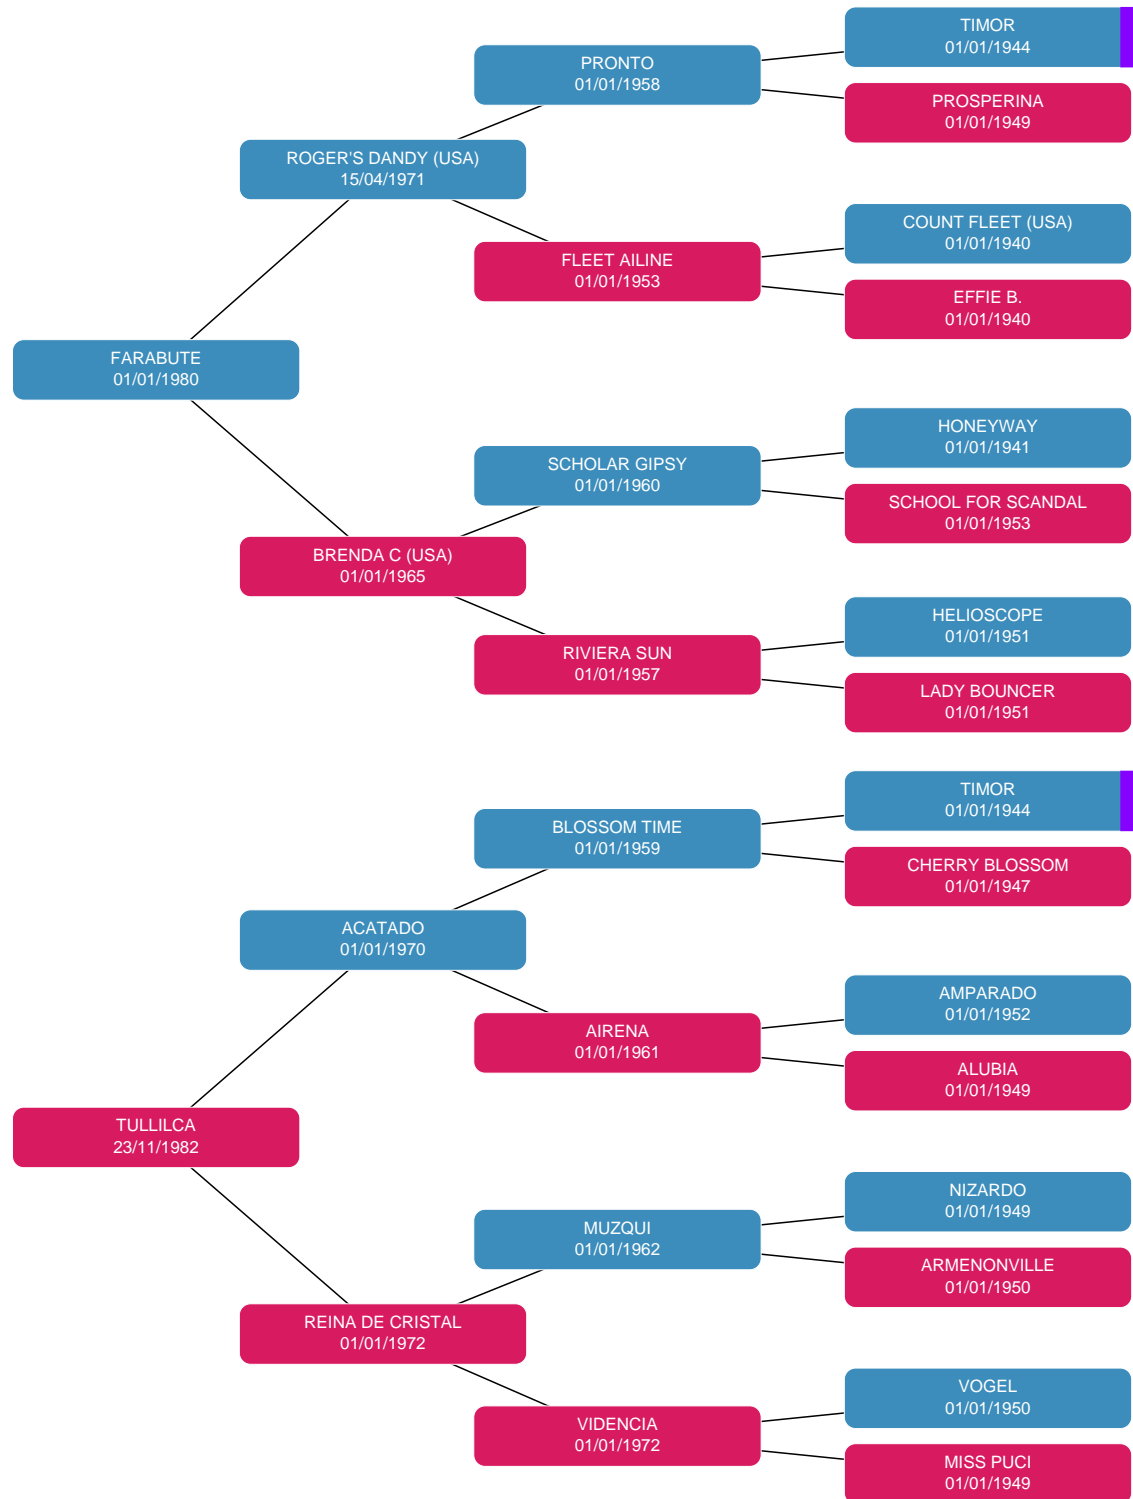 TIMOR
01/01/1944
PRONTO
01/01/1958
PROSPERINA
01/01/1949
ROGER'S DANDY (USA)
15/04/1971
COUNT FLEET (USA)
01/01/1940
FLEET AILINE
01/01/1953
EFFIE B.
01/01/1940
FARABUTE
01/01/1980
HONEYWAY
01/01/1941
SCHOLAR GIPSY
01/01/1960
SCHOOL FOR SCANDAL
01/01/1953
BRENDA C (USA)
01/01/1965
HELIOSCOPE
01/01/1951
RIVIERA SUN
01/01/1957
LADY BOUNCER
01/01/1951
TIMOR
01/01/1944
BLOSSOM TIME
01/01/1959
CHERRY BLOSSOM
01/01/1947
ACATADO
01/01/1970
AMPARADO
01/01/1952
AIRENA
01/01/1961
ALUBIA
01/01/1949
TULLILCA
23/11/1982
NIZARDO
01/01/1949
MUZQUI
01/01/1962
ARMENONVILLE
01/01/1950
REINA DE CRISTAL
01/01/1972
VOGEL
01/01/1950
VIDENCIA
01/01/1972
MISS PUCI
01/01/1949